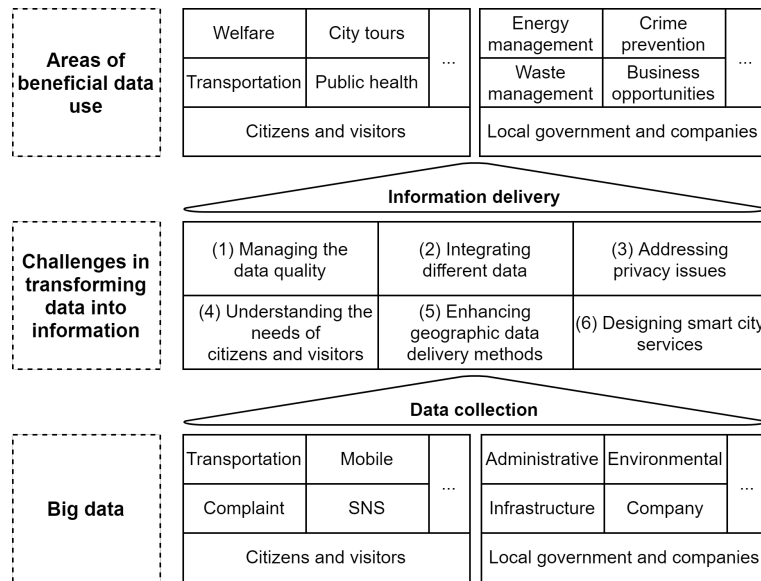 Areas of
beneficial data
use
Welfare
City tours
...
Transportation
Public health
Citizens and visitors
Energy
management
Crime
prevention
...
Waste
management
Business
opportunities
Local government and companies
Information delivery
Challenges in
transforming
data into
information
(1) Managing the
data quality
(2) Integrating
different data
(3) Addressing
privacy issues
(4) Understanding the
needs of
citizens and visitors
(5) Enhancing
geographic data
delivery methods
(6) Designing smart city
services
Data collection
Big data
Transportation
Mobile
...
Complaint
SNS
Citizens and visitors
Administrative
Environmental
...
Infrastructure
Company
Local government and companies